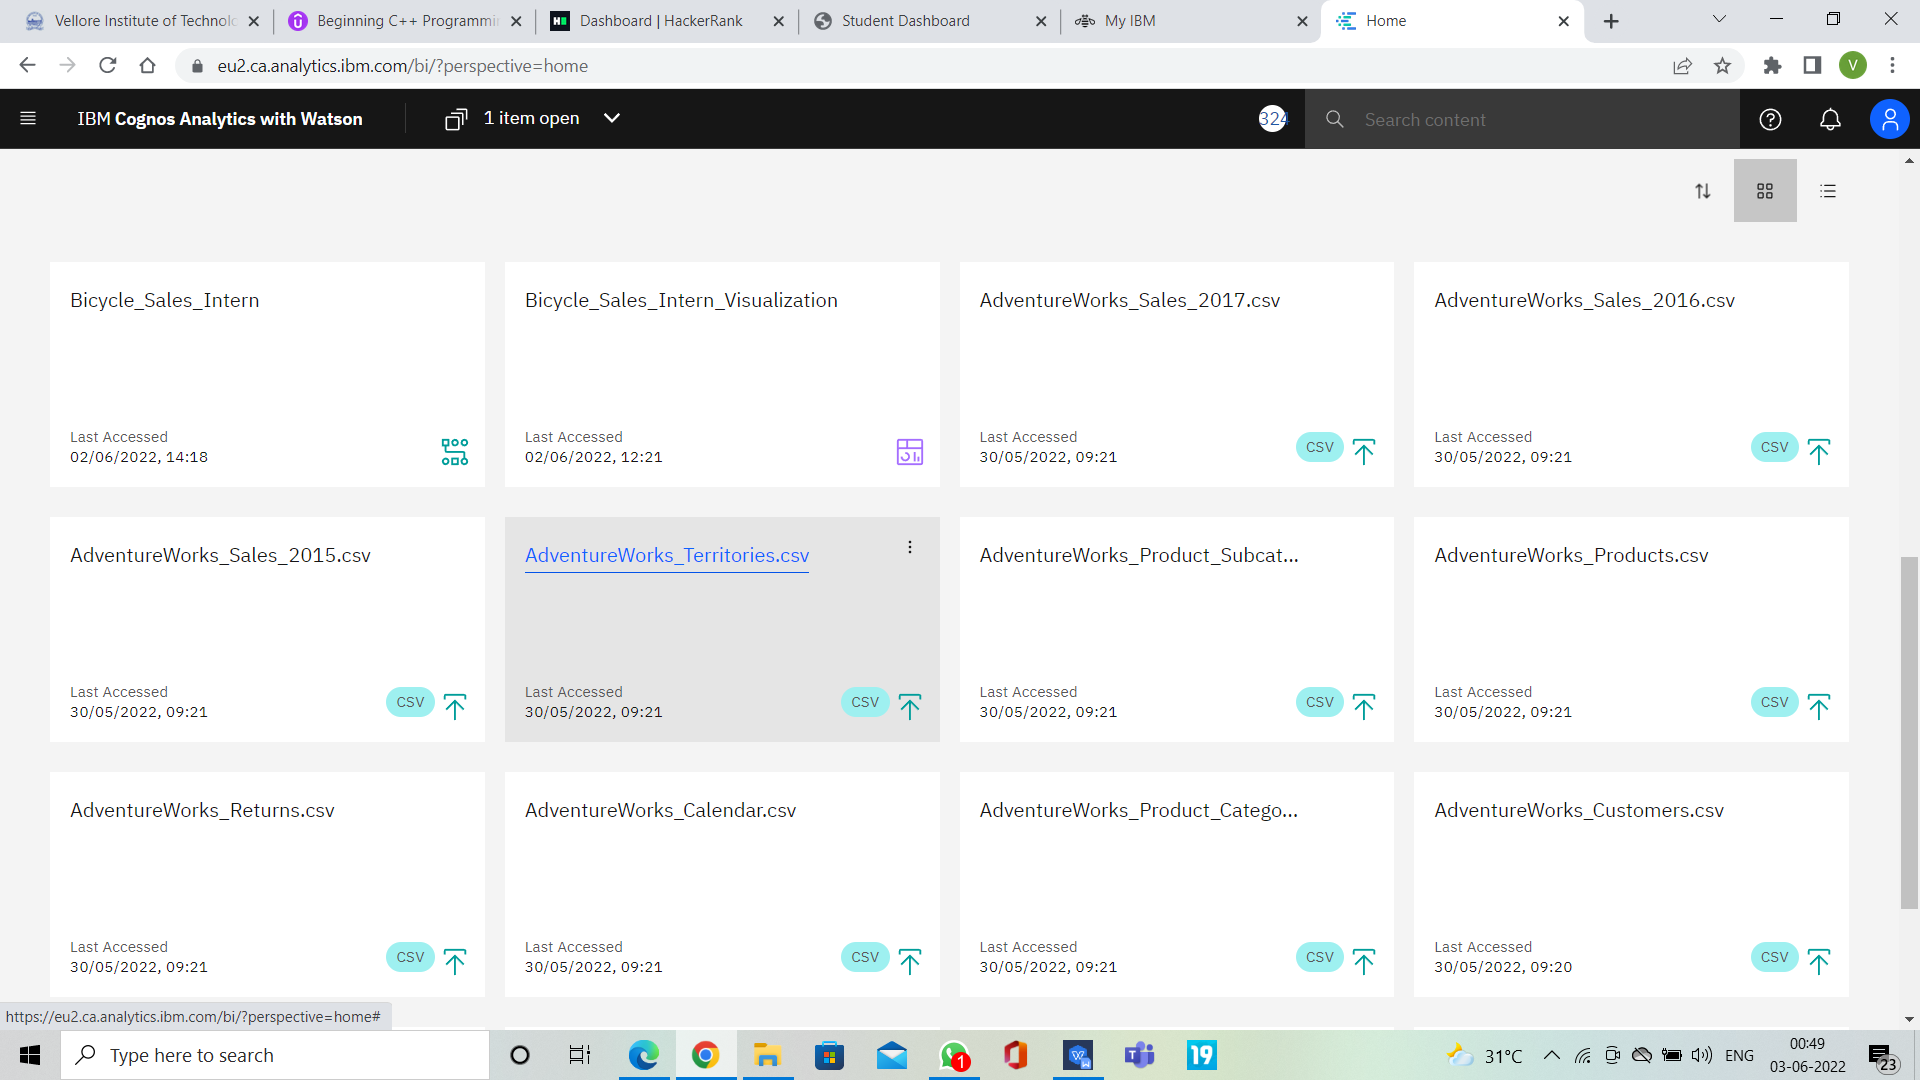 Vellore Institute of Technolo
Beginning C++ Programmin
Dashboard | HackerRank
Student Dashboard
My IBM
Home
eu2.ca.analytics.ibm.com/bi/?perspective=home
V
IBM Cognos Analytics with Watson
1 item open
324
Search content
Bicycle_Sales_Intern
Last Accessed
02/06/2022, 14:18
Bicycle_Sales_Intern_Visualization
Last Accessed
02/06/2022, 12:21
AdventureWorks_Sales_2017.csv
Last Accessed
30/05/2022, 09:21
CSV
AdventureWorks_Sales_2016.csv
Last Accessed
30/05/2022, 09:21
CSV
AdventureWorks_Sales_2015.csv
Last Accessed
30/05/2022, 09:21
CSV
AdventureWorks_Territories.csv
Last Accessed
30/05/2022, 09:21
CSV
AdventureWorks_Product_Subcat...
Last Accessed
30/05/2022, 09:21
CSV
AdventureWorks_Products.csv
Last Accessed
30/05/2022, 09:21
CSV
AdventureWorks_Returns.csv
Last Accessed
30/05/2022, 09:21
CSV
AdventureWorks_Calendar.csv
Last Accessed
30/05/2022, 09:21
CSV
AdventureWorks_Product_Catego...
Last Accessed
30/05/2022, 09:21
CSV
AdventureWorks_Customers.csv
Last Accessed
30/05/2022, 09:20
CSV
https://eu2.ca.analytics.ibm.com/bi/?perspective=home#
Type here to search
1
19
31°C
ENG
00:49
03-06-2022
23